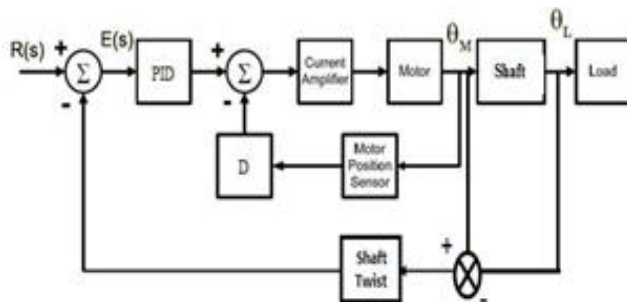 R(s)
+
-
Σ
E(s)
PID
+
-
Σ
Current
Amplifier
Motor
θM
Shaft
θL
Load
D
Motor
Position
Sensor
Shaft
Twist
+
-